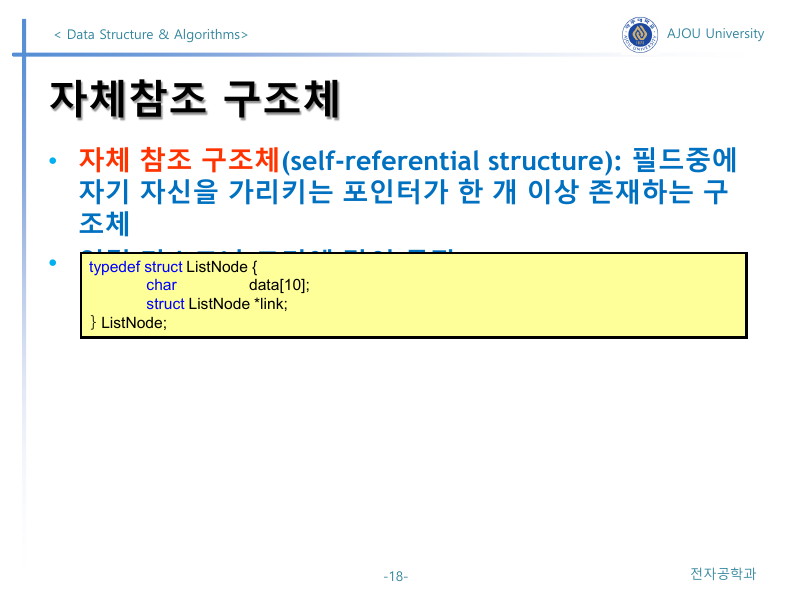 < Data Structure & Algorithms>
AJOU University
자체참조 구조체
• 자체 참조 구조체(self-referential structure): 필드중에
자기 자신을 가리키는 포인터가 한 개 이상 존재하는 구
조체
•
typedef struct ListNode {
char data[10];
struct ListNode *link;
} ListNode;
-18-
전자공학과